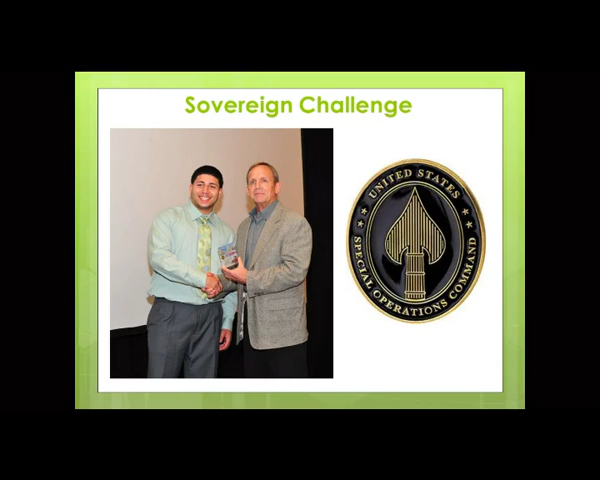 Sovereign Challenge
UNITED STATES
SPECIAL OPERATIONS COMMAND